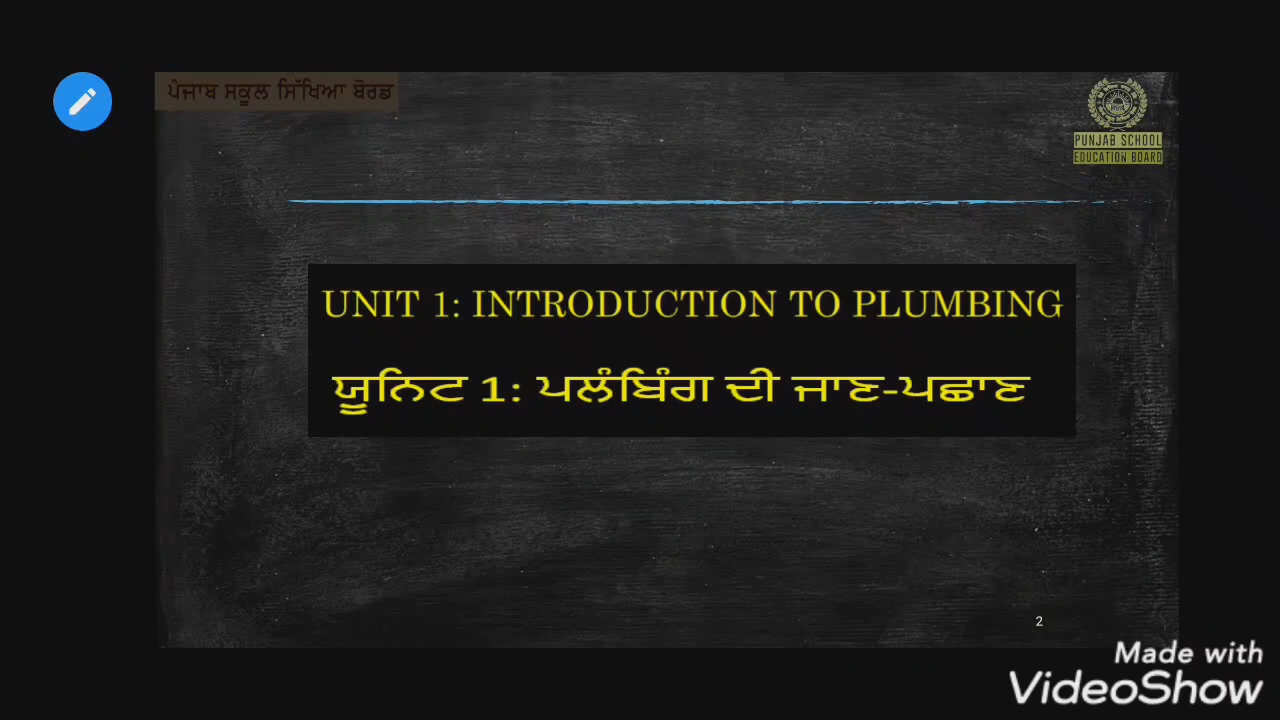 ਪੰਜਾਬ ਸਕੂਲ ਸਿੱਖਿਆ ਬੋਰਡ
PUNJAB SCHOOL
EDUCATION BOARD
UNIT 1: INTRODUCTION TO PLUMBING
ਯੂਨਿਟ 1: ਪਲੰਬਿੰਗ ਦੀ ਜਾਣ-ਪਛਾਣ
2
Made with
VideoShow